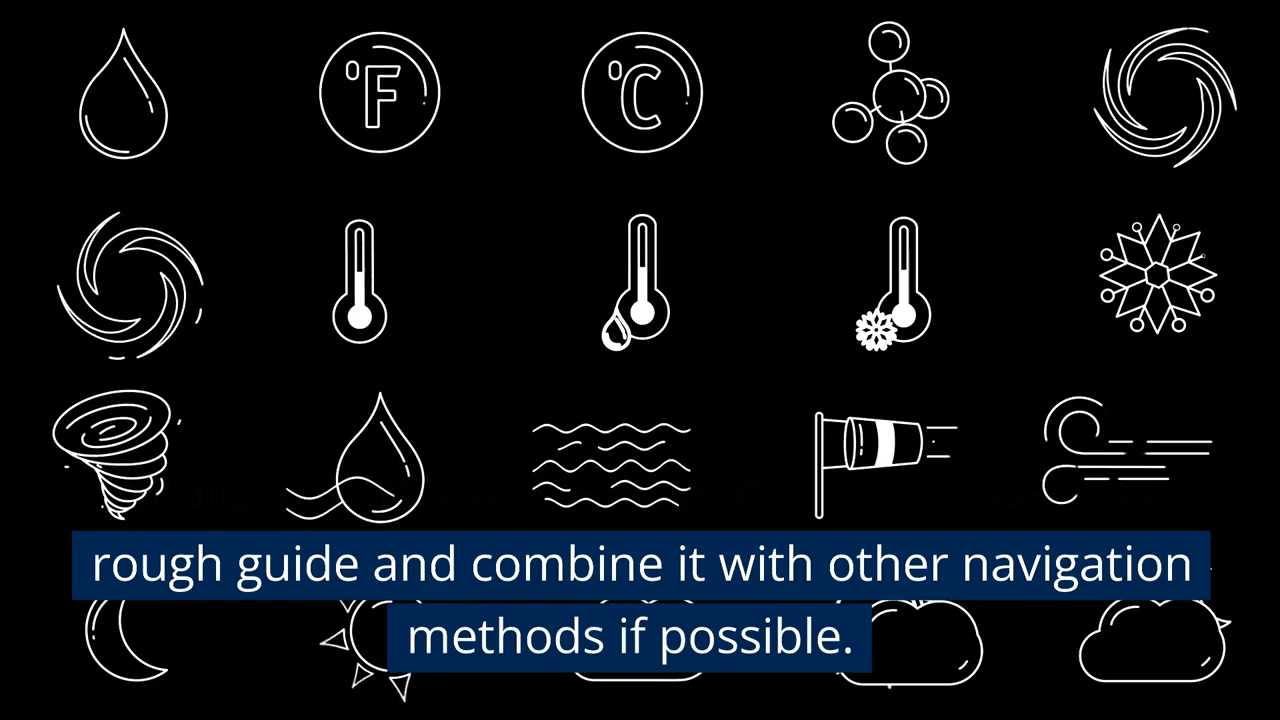 °F
°C
rough guide and combine it with other navigation
methods if possible.